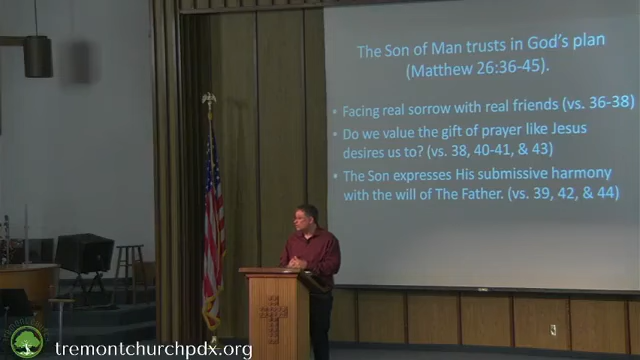 The Son of Man trusts in God's plan
(Matthew 26:36-45).
• Facing real sorrow with real friends (vs. 36-38)
• Do we value the gift of prayer like Jesus
desires us to? (vs. 38, 40-41, & 43)
• The Son expresses His submissive harmony
with the will of The Father. (vs. 39, 42, & 44)
tremontchurchpdx.org